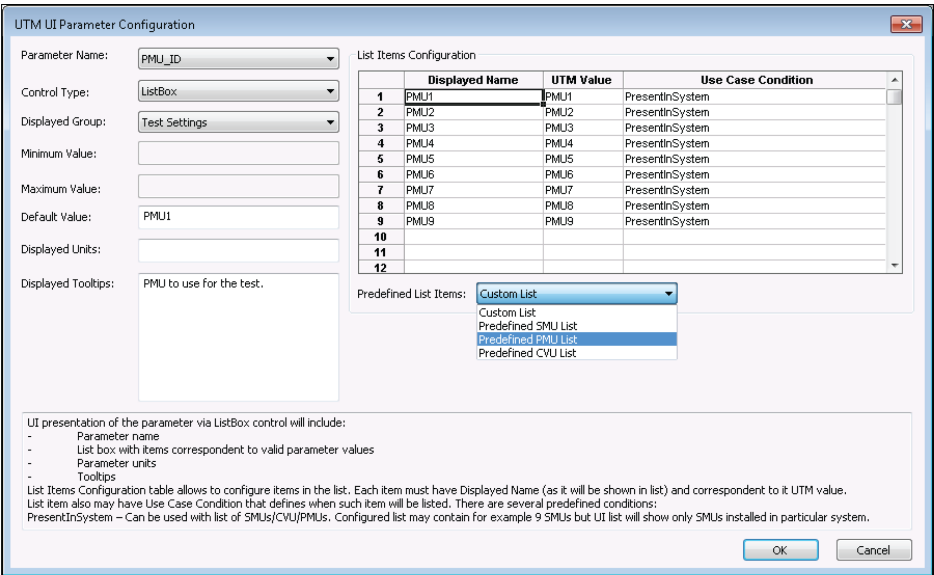 UTM UI Parameter Configuration
Parameter Name:
PMU_ID
Control Type:
ListBox
Displayed Group:
Test Settings
Minimum Value:
Maximum Value:
Default Value:
PMU1
Displayed Units:
Displayed Tooltips:
PMU to use for the test.
List Items Configuration
Displayed Name UTM Value Use Case Condition
1 PMU1 PMU1 PresentInSystem
2 PMU2 PMU2 PresentInSystem
3 PMU3 PMU3 PresentInSystem
4 PMU4 PMU4 PresentInSystem
5 PMU5 PMU5 PresentInSystem
6 PMU6 PMU6 PresentInSystem
7 PMU7 PMU7 PresentInSystem
8 PMU8 PMU8 PresentInSystem
9 PMU9 PMU9 PresentInSystem
10
11
12
Predefined List Items: Custom List
Custom List
Predefined SMU List
Predefined PMU List
Predefined CVU List
UI presentation of the parameter via ListBox control will include:
- Parameter name
- List box with items correspondent to valid parameter values
- Parameter units
- Tooltips
List Items Configuration table allows to configure items in the list. Each item must have Displayed Name (as it will be shown in list) and correspondent to it UTM value.
List item also may have Use Case Condition that defines when such item will be listed. There are several predefined conditions:
PresentInSystem – Can be used with list of SMUs/CVU/PMUs. Configured list may contain for example 9 SMUs but UI list will show only SMUs installed in particular system.
OK
Cancel